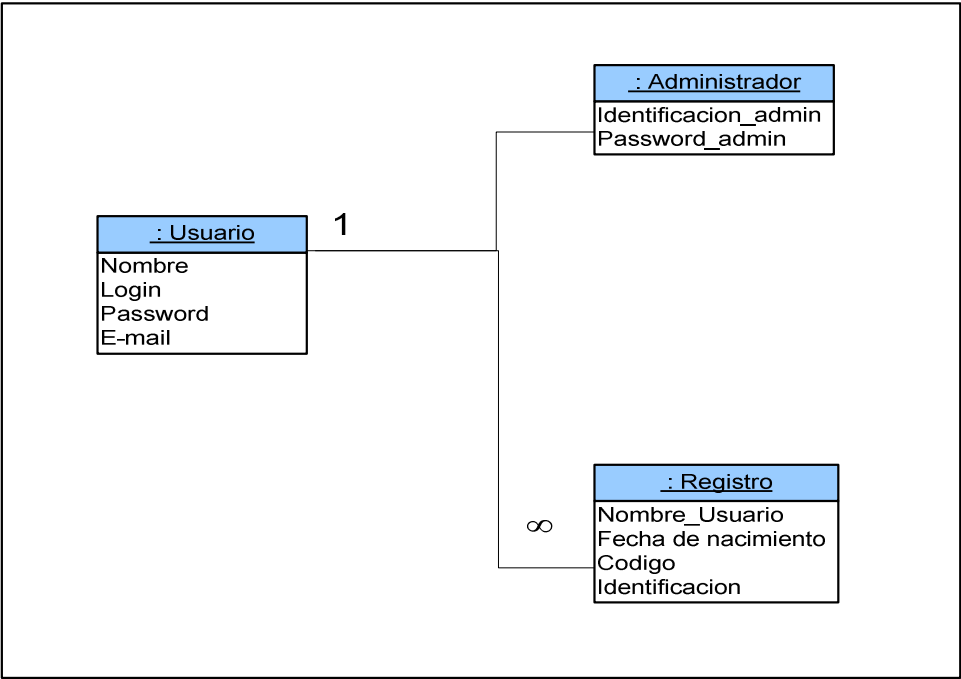 : Administrador
Identificacion_admin
Password_admin
1
: Usuario
Nombre
Login
Password
E-mail
: Registro
Nombre_Usuario
∞
Fecha de nacimiento
Codigo
Identificacion